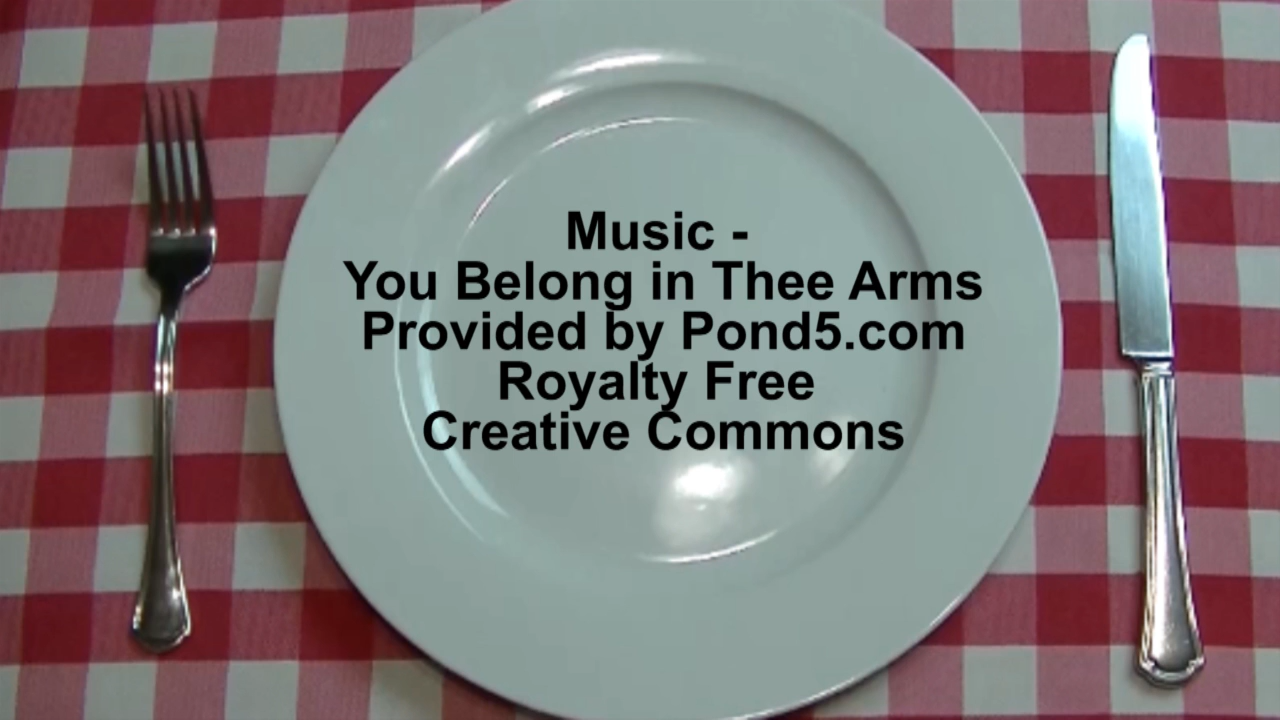 Music -
You Belong in Thee Arms
Provided by Pond5.com
Royalty Free
Creative Commons